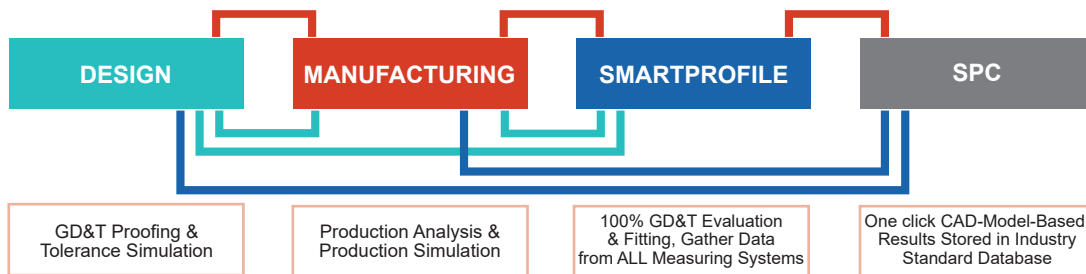 DESIGN
MANUFACTURING
SMARTPROFILE
SPC
GD&T Proofing &
Tolerance Simulation
Production Analysis &
Production Simulation
100% GD&T Evaluation
& Fitting, Gather Data
from ALL Measuring Systems
One click CAD-Model-Based
Results Stored in Industry
Standard Database